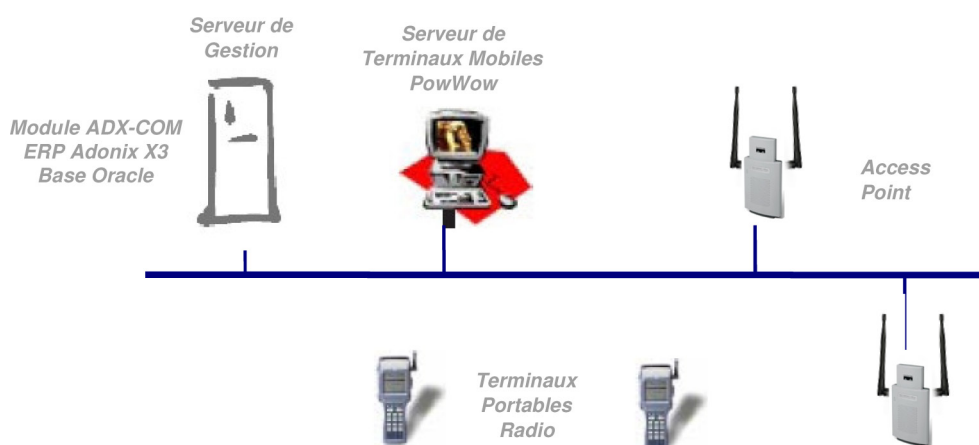 Serveur de
Gestion
Serveur de
Terminaux Mobiles
PowWow
Module ADX-COM
ERP Adonix X3
Base Oracle
Access
Point
Terminaux
Portables
Radio